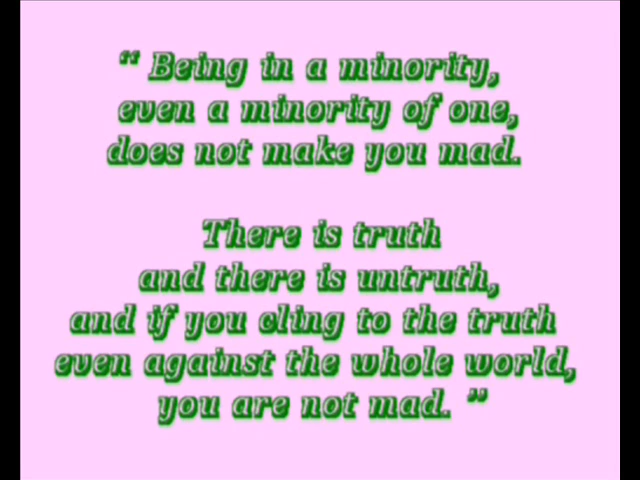 “ Being in a minority,
even a minority of one,
does not make you mad.
There is truth
and there is untruth,
and if you cling to the truth
even against the whole world,
you are not mad. ”